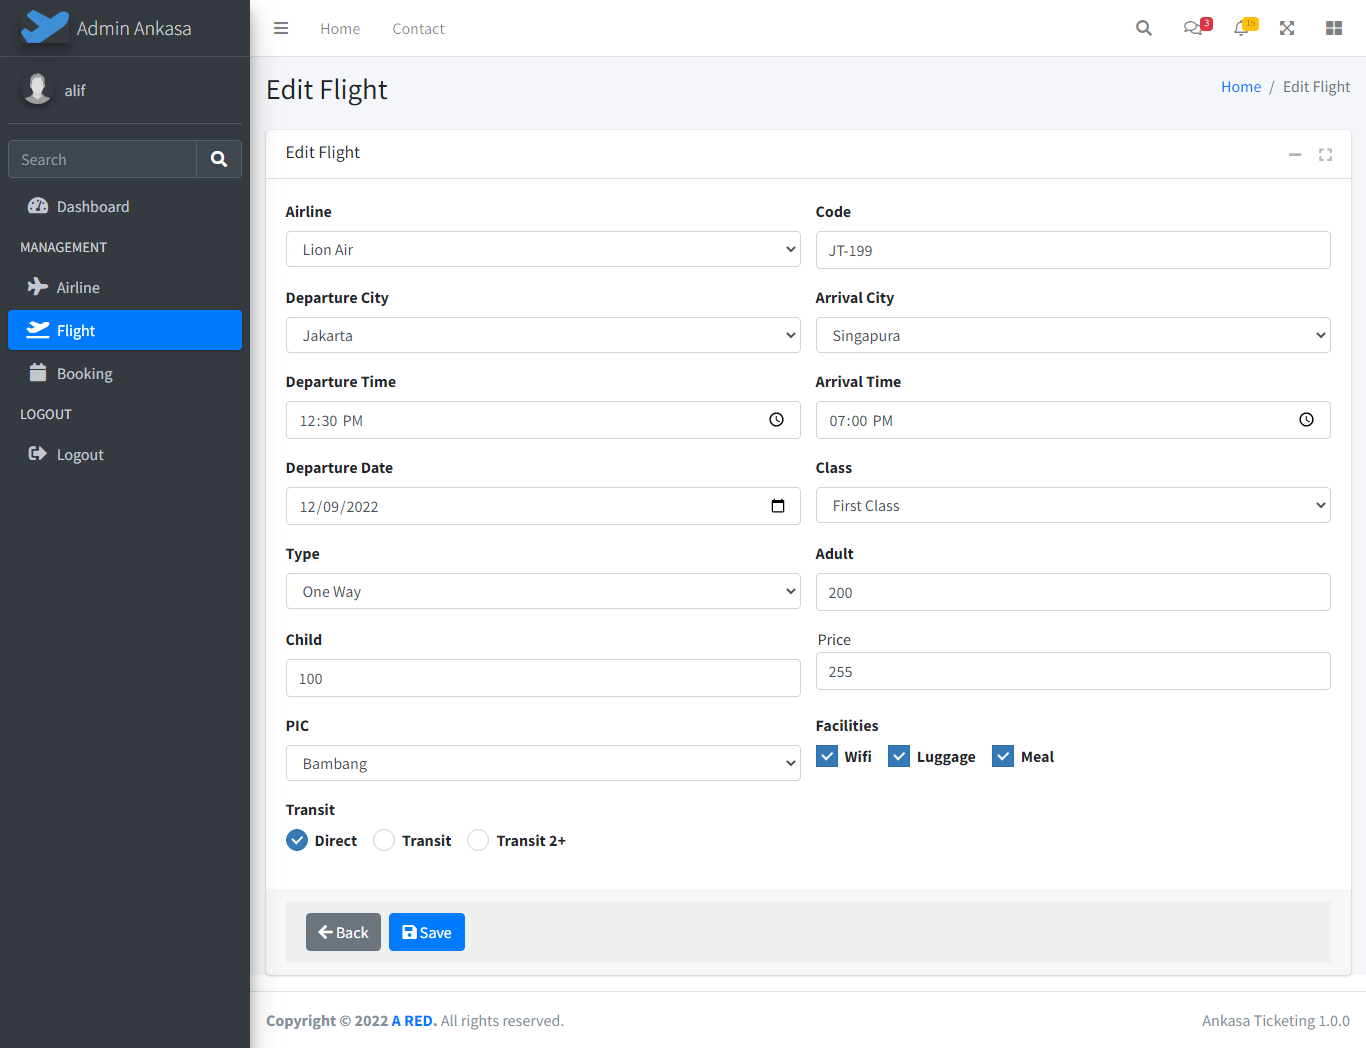 Admin Ankasa
Home
Contact
3
15
alif
Edit Flight
Home / Edit Flight
Search
Dashboard
MANAGEMENT
Airline
Flight
Booking
LOGOUT
Logout
Edit Flight
Airline
Lion Air
Code
JT-199
Departure City
Jakarta
Arrival City
Singapura
Departure Time
12:30 PM
Arrival Time
07:00 PM
Departure Date
12/09/2022
Class
First Class
Type
One Way
Adult
200
Child
100
Price
255
PIC
Bambang
Facilities
Wifi Luggage Meal
Transit
Direct Transit Transit 2+
Back Save
Copyright © 2022 A RED. All rights reserved.
Ankasa Ticketing 1.0.0